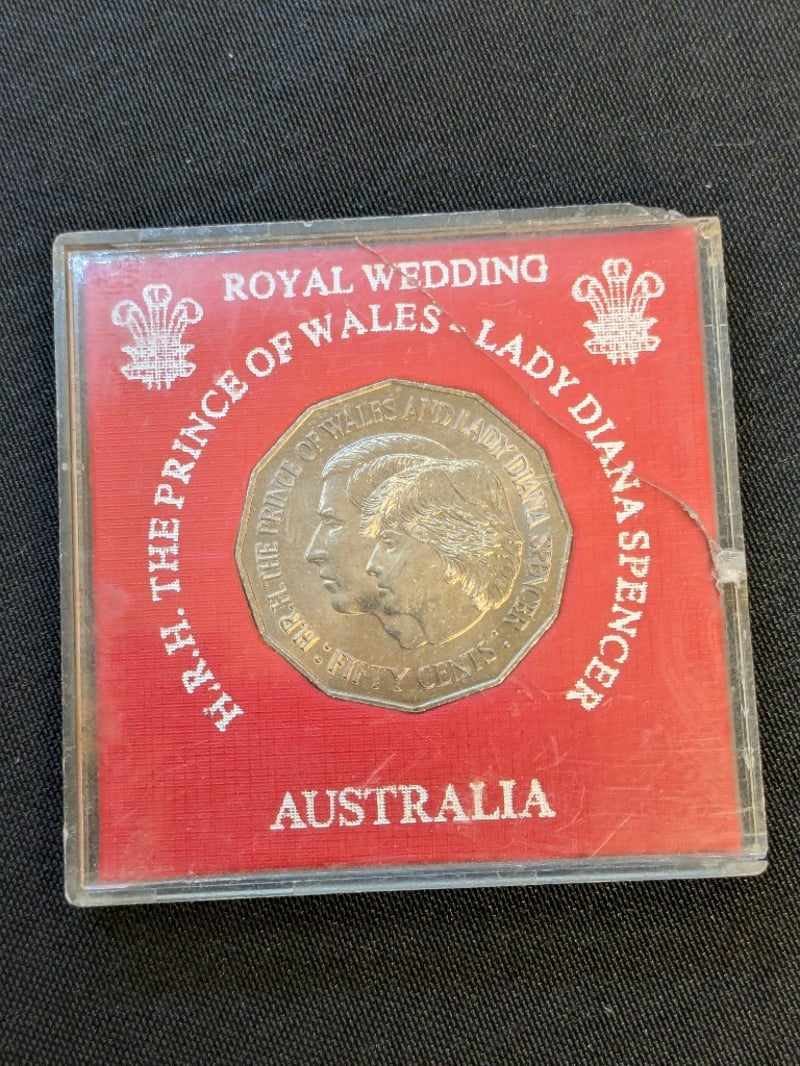 ROYAL WEDDING
H.R.H. THE PRINCE OF WALES - LADY DIANA SPENCER
H.R.H. THE PRINCE OF WALES AND LADY DIANA SPENCER
FIFTY CENTS
AUSTRALIA